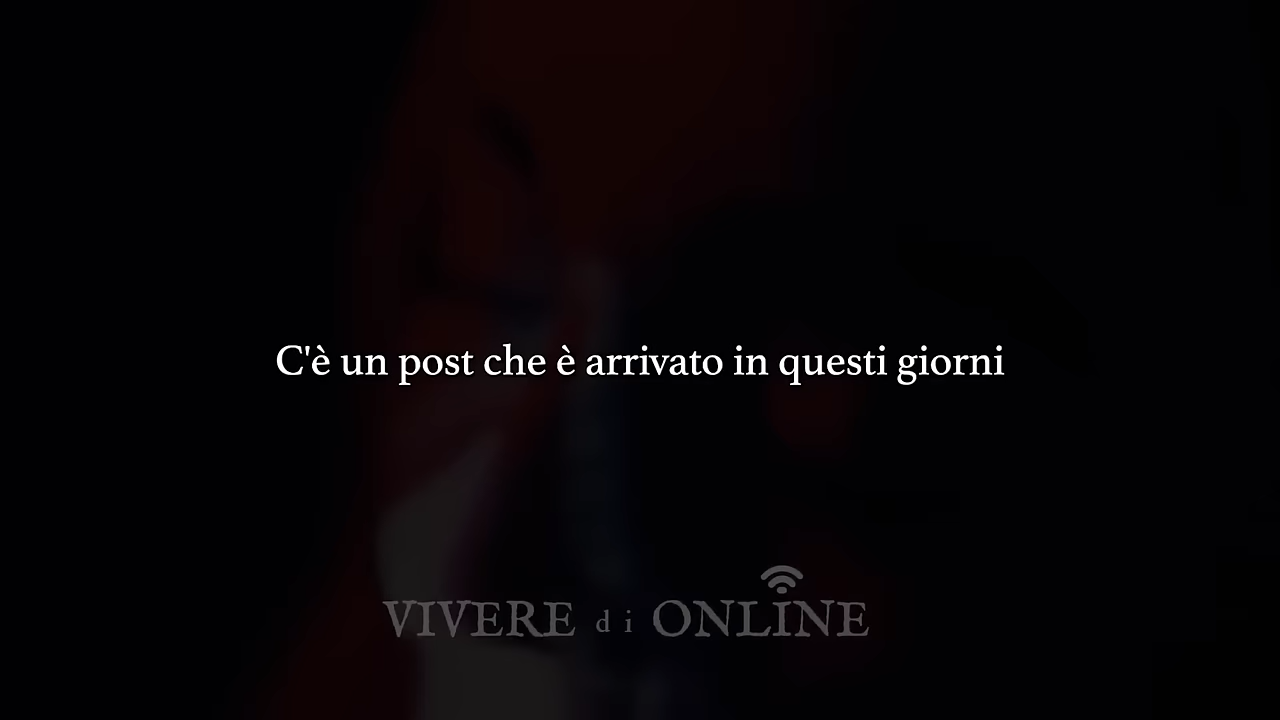 C'è un post che è arrivato in questi giorni
VIVERE di ONLINE